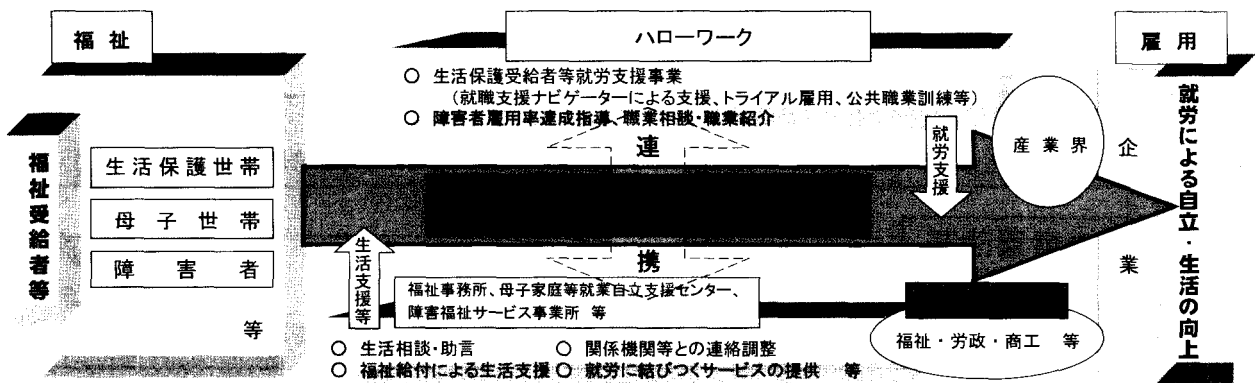 福祉
ハローワーク
雇用
○ 生活保護受給者等就労支援事業
（就職支援ナビゲーターによる支援、トライアル雇用、公共職業訓練等）
○ 障害者雇用率達成指導、職業相談・職業紹介
福祉受給者等
生活保護世帯
母子世帯
障害者
等
連
携
就労支援
産業界
企業
就労による自立・生活の向上
生活支援等
福祉事務所、母子家庭等就業自立支援センター、
障害福祉サービス事業所 等
福祉・労政・商工 等
○ 生活相談・助言 ○ 関係機関等との連絡調整
○ 福祉給付による生活支援 ○ 就労に結びつくサービスの提供 等